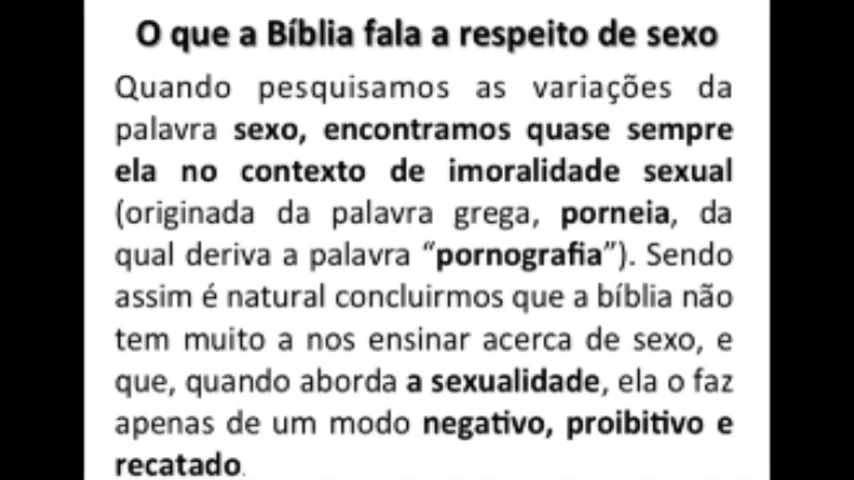 O que a Bíblia fala a respeito de sexo
Quando pesquisamos as variações da
palavra sexo, encontramos quase sempre
ela no contexto de imoralidade sexual
(originada da palavra grega, porneia, da
qual deriva a palavra “pornografia”). Sendo
assim é natural concluirmos que a bíblia não
tem muito a nos ensinar acerca de sexo, e
que, quando aborda a sexualidade, ela o faz
apenas de um modo negativo, proibitivo e
recatado.